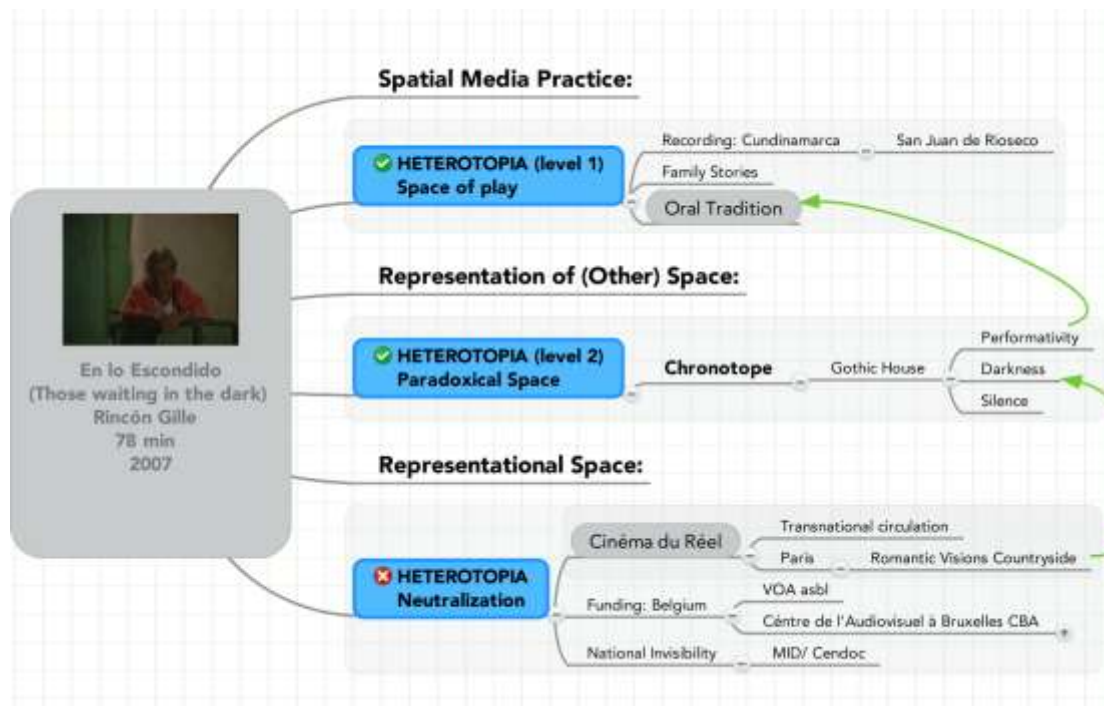 Spatial Media Practice:
HETEROTOPIA (level 1)
Space of play
Recording: Cundinamarca
San Juan de Rioseco
Family Stories
Oral Tradition
Representation of (Other) Space:
HETEROTOPIA (level 2)
Paradoxical Space
Chronotope
Gothic House
Performativity
Darkness
Silence
En lo Escondido
(Those waiting in the dark)
Rincón Gille
78 min
2007
Representational Space:
HETEROTOPIA
Neutralization
Cinéma du Réel
Transnational circulation
Paris
Romantic Visions Countryside
Funding: Belgium
VOA asbl
Céntre de l'Audiovisuel à Bruxelles CBA
National Invisibility
MID/ Cendoc